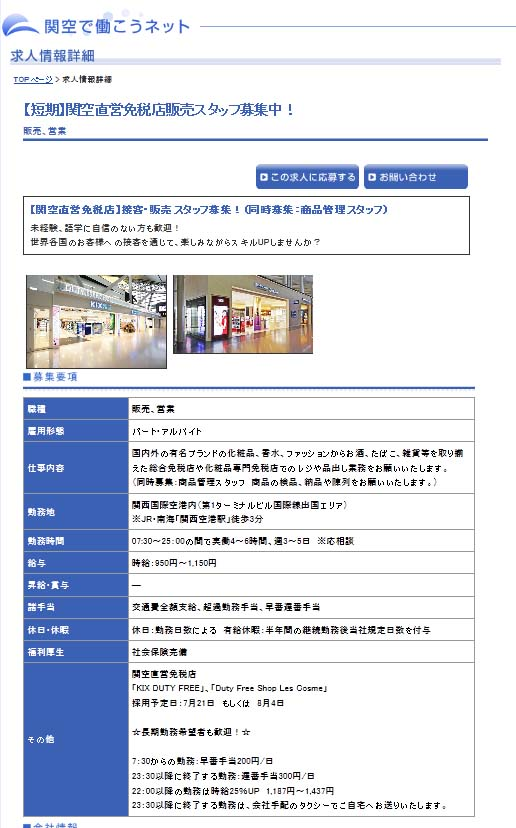 関空で働こうネット
求人情報詳細
TOPページ > 求人情報詳細
【短期】関空直営免税店販売スタッフ募集中！
販売、営業
この求人に応募する
お問い合わせ
【関空直営免税店】接客・販売スタッフ募集！（同時募集：商品管理スタッフ）
未経験、語学に自信のない方も歓迎！
世界各国のお客様への接客を通じて、楽しみながらスキルUPしませんか？
KIX
■募集要項
職種 販売、営業
雇用形態 パート・アルバイト
仕事内容 国内外の有名ブランドの化粧品、香水、ファッションからお酒、たばこ、雑貨等を取り揃
えた総合免税店や化粧品専門免税店でのレジや品出し業務をお願いいたします。
（同時募集：商品管理スタッフ 商品の検品、納品や陳列をお願いいたします。）
勤務地 関西国際空港内（第1ターミナルビル国際線出国エリア）
※JR・南海「関西空港駅」徒歩3分
勤務時間 07:30～25:00の間で実働4～6時間、週3～5日 ※応相談
給与 時給：950円～1,150円
昇給・賞与 ―
諸手当 交通費全額支給、超過勤務手当、早番遅番手当
休日・休暇 休日：勤務日数による 有給休暇：半年間の継続勤務後当社規定日数を付与
福利厚生 社会保険完備
その他 関空直営免税店
「KIX DUTY FREE」、「Duty Free Shop Les Cosme」
採用予定日：7月21日 もしくは 8月4日
☆長期勤務希望者も歓迎！☆
7：30からの勤務：早番手当200円/日
23：30以降に終了する勤務：遅番手当300円/日
22：00以降の勤務は時給25%UP 1,187円～1,437円
23：30以降に終了する勤務は、会社手配のタクシーでご自宅へお送りいたします。